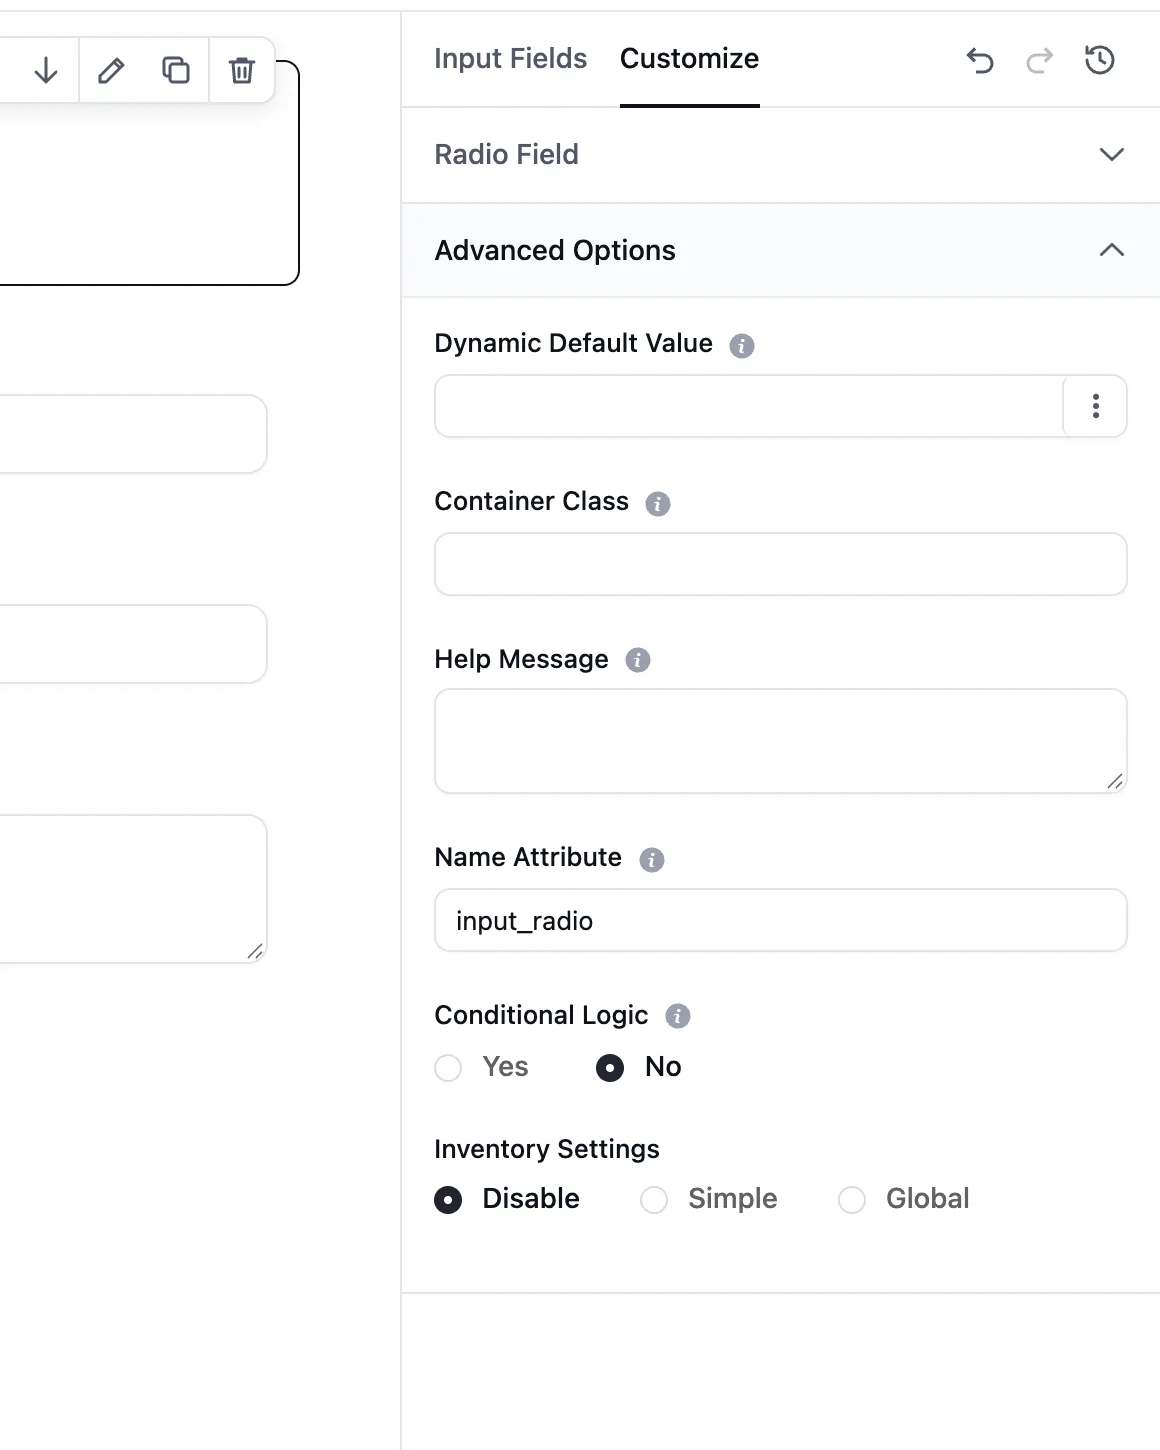 Input Fields Customize
Radio Field
Advanced Options
Dynamic Default Value
Container Class
Help Message
Name Attribute
input_radio
Conditional Logic
Yes No
Inventory Settings
Disable Simple Global